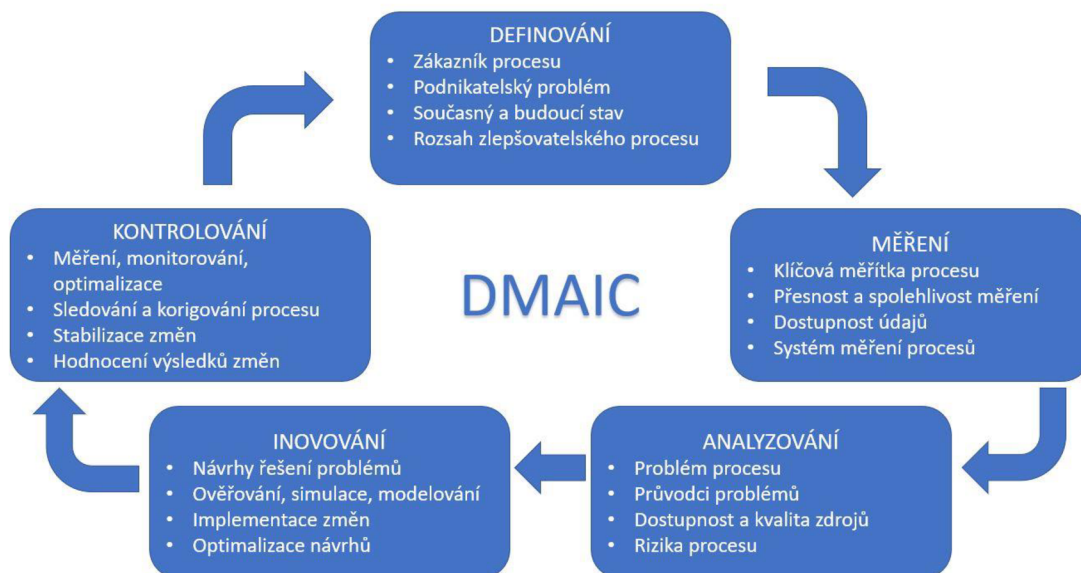 DEFINOVÁNÍ
• Zákazník procesu
• Podnikatelský problém
• Současný a budoucí stav
• Rozsah zlepšovatelského procesu
KONTROLOVÁNÍ
• Měření, monitorování,
optimalizace
• Sledování a korigování procesu
• Stabilizace změn
• Hodnocení výsledků změn
DMAIC
MĚŘENÍ
• Klíčová měřítka procesu
• Přesnost a spolehlivost měření
• Dostupnost údajů
• Systém měření procesů
INOVOVÁNÍ
• Návrhy řešení problémů
• Ověřování, simulace, modelování
• Implementace změn
• Optimalizace návrhů
ANALYZOVÁNÍ
• Problém procesu
• Průvodci problémů
• Dostupnost a kvalita zdrojů
• Rizika procesu